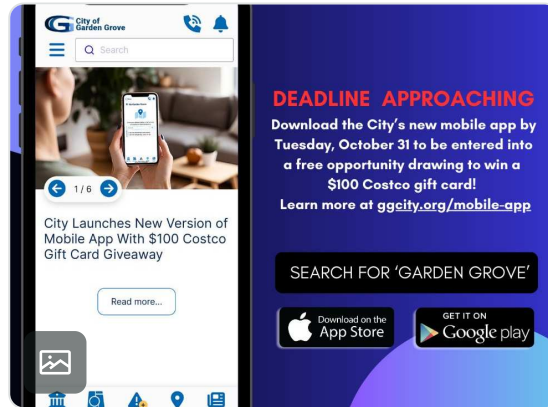 City of
Garden Grove
Search
1 / 6
City Launches New Version of
Mobile App With $100 Costco
Gift Card Giveaway
Read more...
DEADLINE APPROACHING
Download the City's new mobile app by
Tuesday, October 31 to be entered into
a free opportunity drawing to win a
$100 Costco gift card!
Learn more at ggcity.org/mobile-app
SEARCH FOR 'GARDEN GROVE'
Download on the
App Store
GET IT ON
Google play